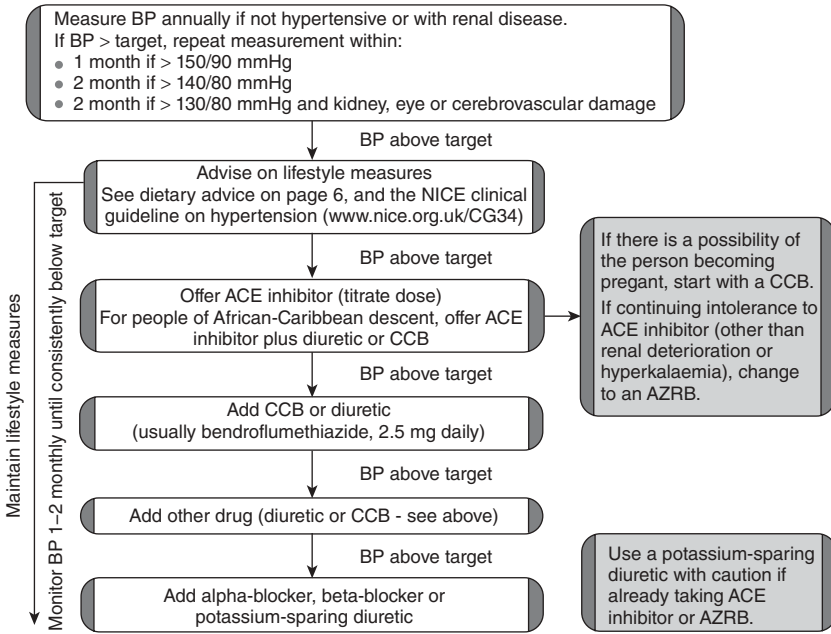 Measure BP annually if not hypertensive or with renal disease.
If BP > target, repeat measurement within:
• 1 month if > 150/90 mmHg
• 2 month if > 140/80 mmHg
• 2 month if > 130/80 mmHg and kidney, eye or cerebrovascular damage
BP above target
Advise on lifestyle measures
See dietary advice on page 6, and the NICE clinical
guideline on hypertension (www.nice.org.uk/CG34)
BP above target
Offer ACE inhibitor (titrate dose)
For people of African-Caribbean descent, offer ACE
inhibitor plus diuretic or CCB
If there is a possibility of
the person becoming
pregant, start with a CCB.
If continuing intolerance to
ACE inhibitor (other than
renal deterioration or
hyperkalaemia), change
to an AZRB.
BP above target
Add CCB or diuretic
(usually bendroflumethiazide, 2.5 mg daily)
BP above target
Add other drug (diuretic or CCB - see above)
BP above target
Add alpha-blocker, beta-blocker or
potassium-sparing diuretic
Use a potassium-sparing
diuretic with caution if
already taking ACE
inhibitor or AZRB.
Maintain lifestyle measures
Monitor BP 1–2 monthly until consistently below target